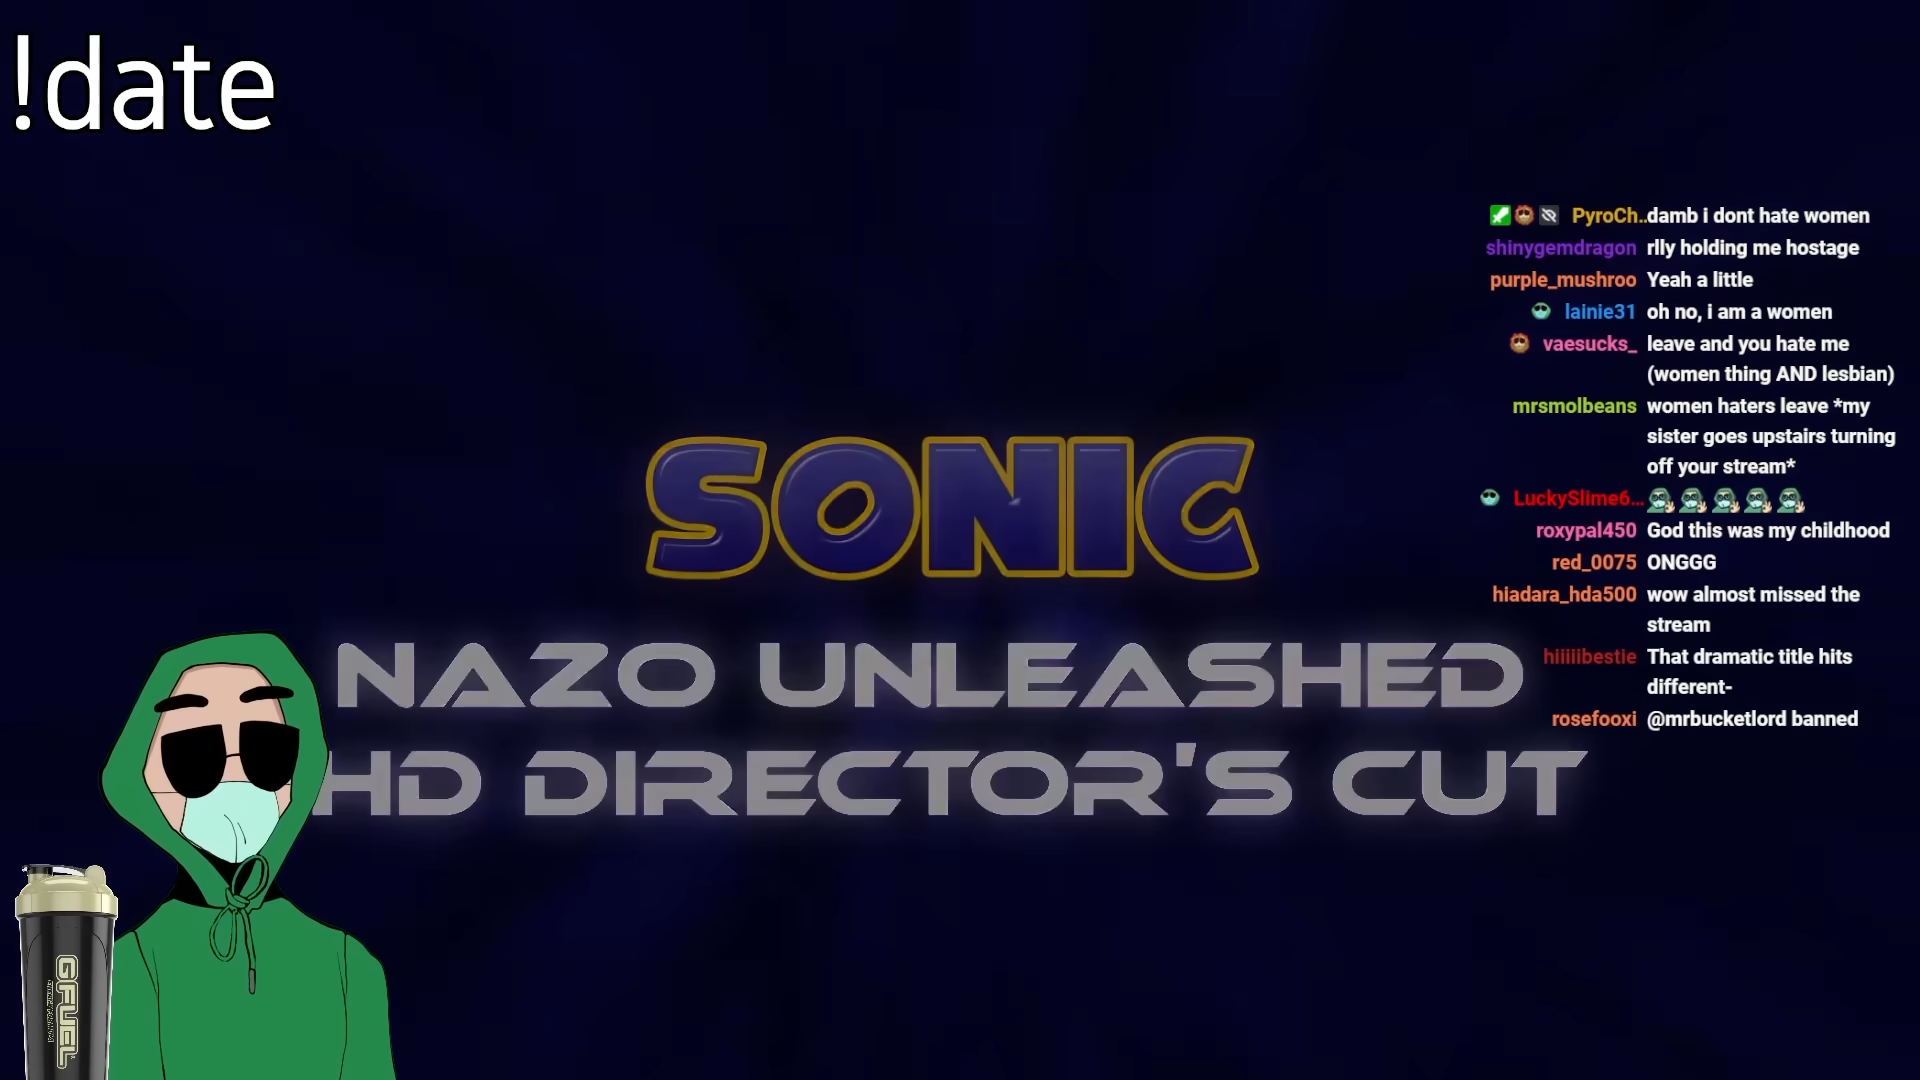 !date
PyroCh.. damb i dont hate women
shinygemdragon rlly holding me hostage
purple_mushroo Yeah a little
lainie31 oh no, i am a women
vaesucks_ leave and you hate me
(women thing AND lesbian)
mrsmolbeans women haters leave *my
sister goes upstairs turning
off your stream*
LuckySlime6...
roxypal450 God this was my childhood
red_0075 ONGGG
hiadara_hda500 wow almost missed the
stream
hiiiiibestie That dramatic title hits
different-
rosefooxi @mrbucketlord banned
SONIC
NAZO UNLEASHED
HD DIRECTOR'S CUT
GFUEL